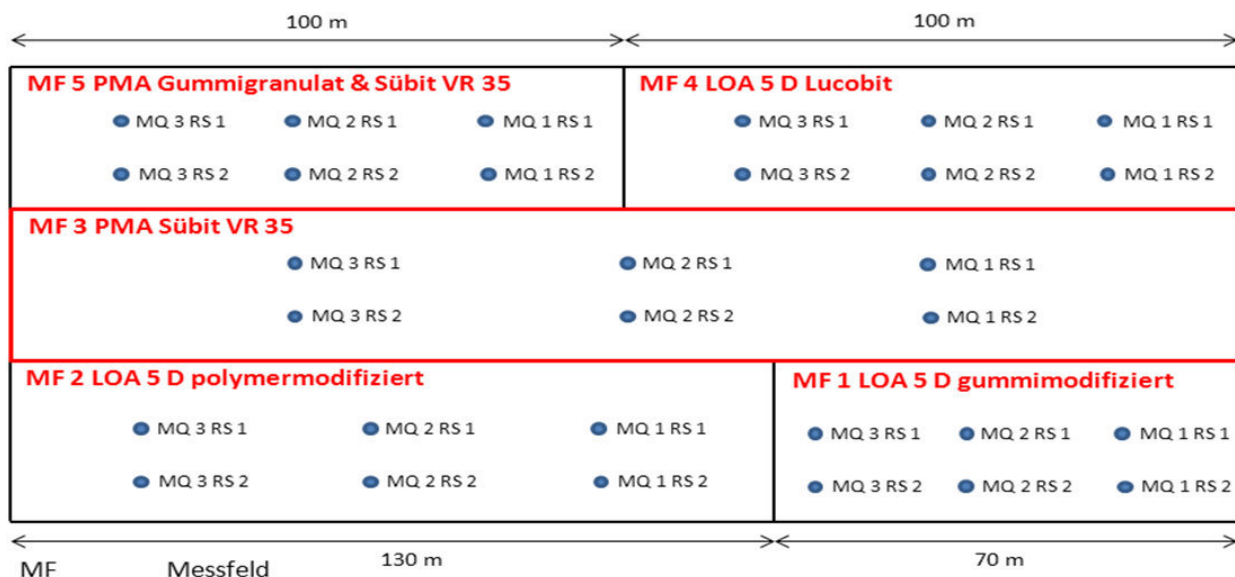 100 m 100 m
MF 5 PMA Gummigranulat & Sübit VR 35
MQ 3 RS 1 MQ 2 RS 1 MQ 1 RS 1
MQ 3 RS 2 MQ 2 RS 2 MQ 1 RS 2
MF 4 LOA 5 D Lucobit
MQ 3 RS 1 MQ 2 RS 1 MQ 1 RS 1
MQ 3 RS 2 MQ 2 RS 2 MQ 1 RS 2
MF 3 PMA Sübit VR 35
MQ 3 RS 1 MQ 2 RS 1 MQ 1 RS 1
MQ 3 RS 2 MQ 2 RS 2 MQ 1 RS 2
MF 2 LOA 5 D polymermodifiziert
MQ 3 RS 1 MQ 2 RS 1 MQ 1 RS 1
MQ 3 RS 2 MQ 2 RS 2 MQ 1 RS 2
MF 1 LOA 5 D gummimodifiziert
MQ 3 RS 1 MQ 2 RS 1 MQ 1 RS 1
MQ 3 RS 2 MQ 2 RS 2 MQ 1 RS 2
130 m 70 m
MF Messfeld